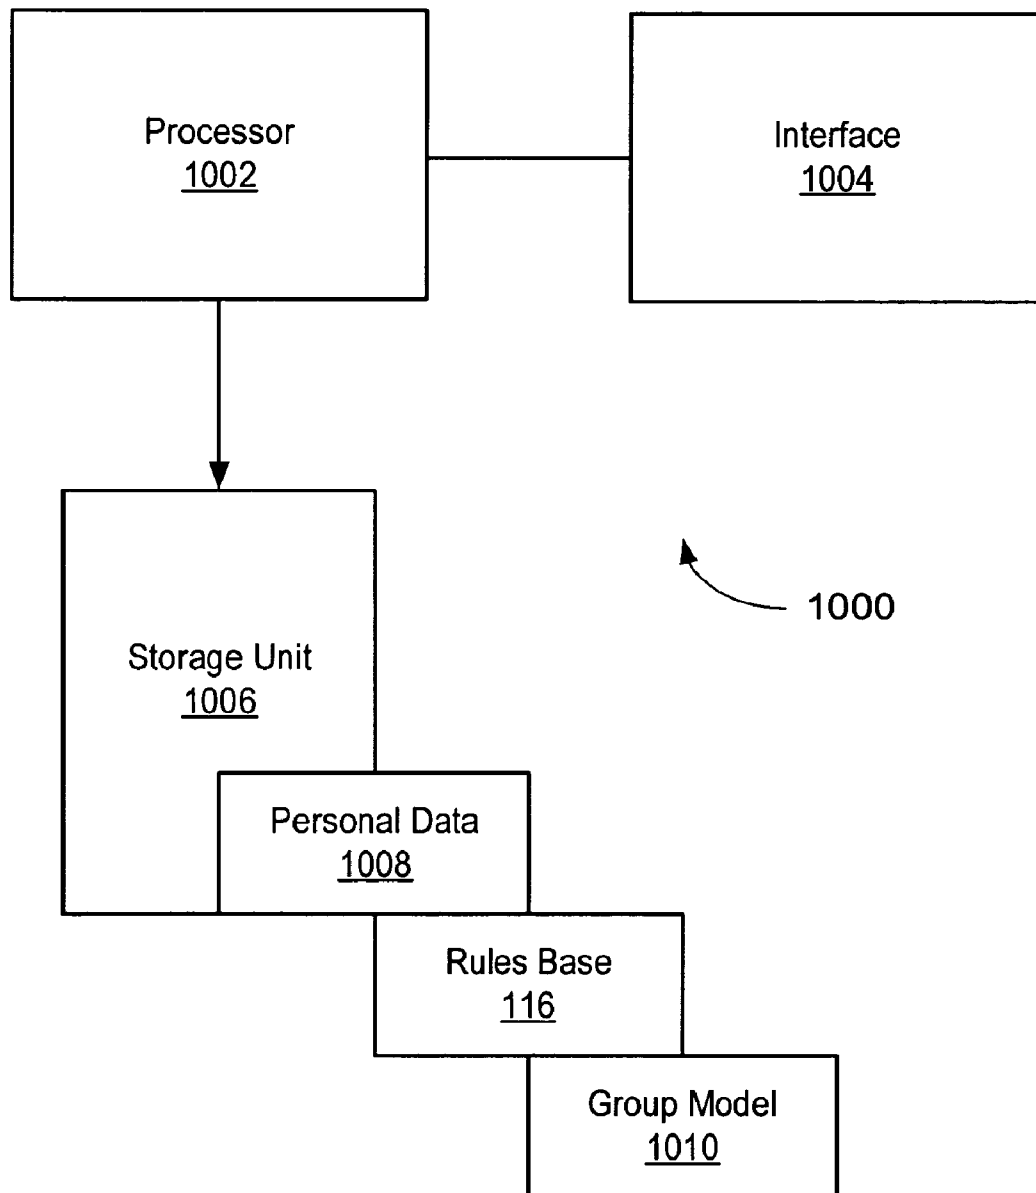 Processor
1002
Interface
1004
Storage Unit
1006
1000
Personal Data
1008
Rules Base
116
Group Model
1010